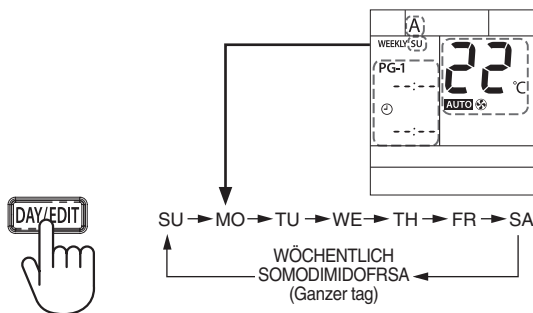 A
WEEKLY SU
PG-1
--:--
--:--
22 °C
AUTO
DAY/EDIT
SU → MO → TU → WE → TH → FR → SA
WÖCHENTLICH
SOMODIMIDOFRSA
(Ganzer tag)